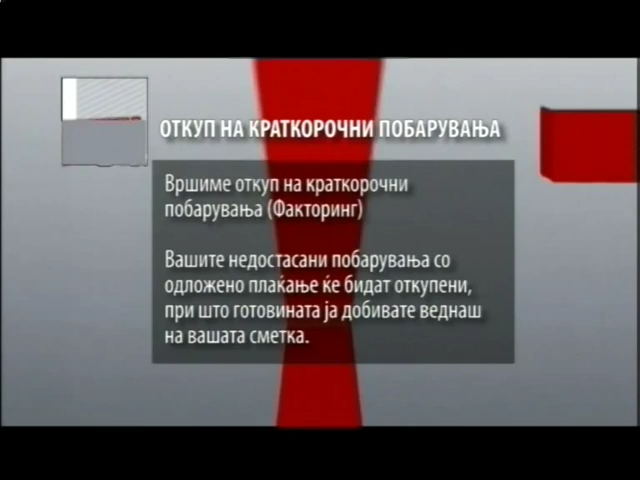 ОТКУП НА КРАТКОРОЧНИ ПОБАРУВАЊА
Вршиме откуп на краткорочни
побарувања (Факторинг)
Вашите недостасани побарувања со
одложено плаќање ќе бидат откупени,
при што готовината ја добивате веднаш
на вашата сметка.